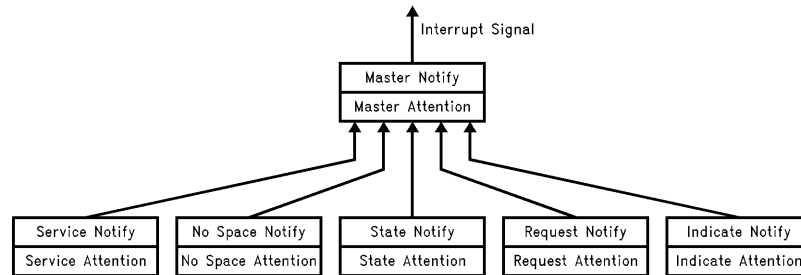 Interrupt Signal
Master Notify
Master Attention
Service Notify
Service Attention
No Space Notify
No Space Attention
State Notify
State Attention
Request Notify
Request Attention
Indicate Notify
Indicate Attention